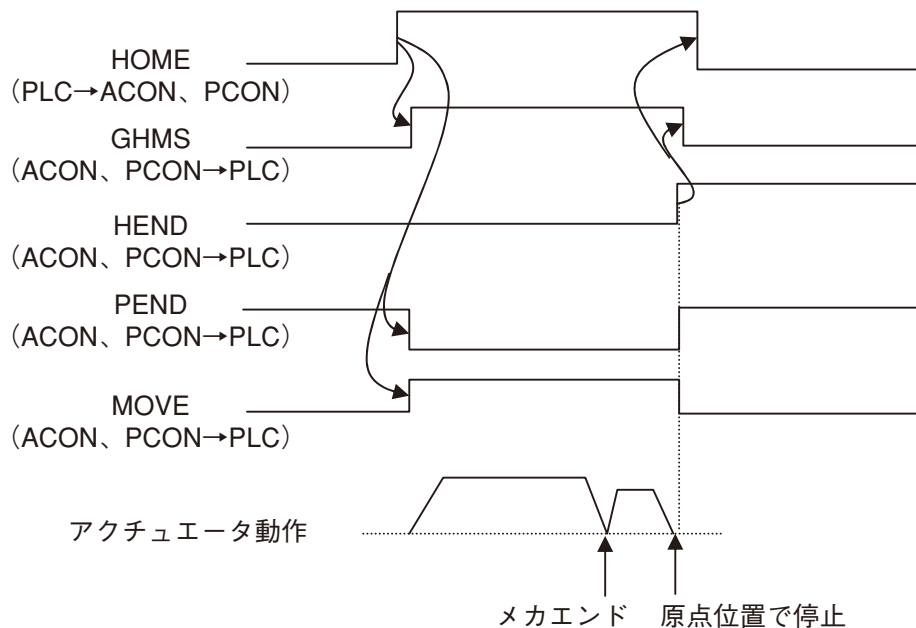 HOME
（PLC→ACON、PCON）
GHMS
（ACON、PCON→PLC）
HEND
（ACON、PCON→PLC）
PEND
（ACON、PCON→PLC）
MOVE
（ACON、PCON→PLC）
アクチュエータ動作
メカエンド
原点位置で停止